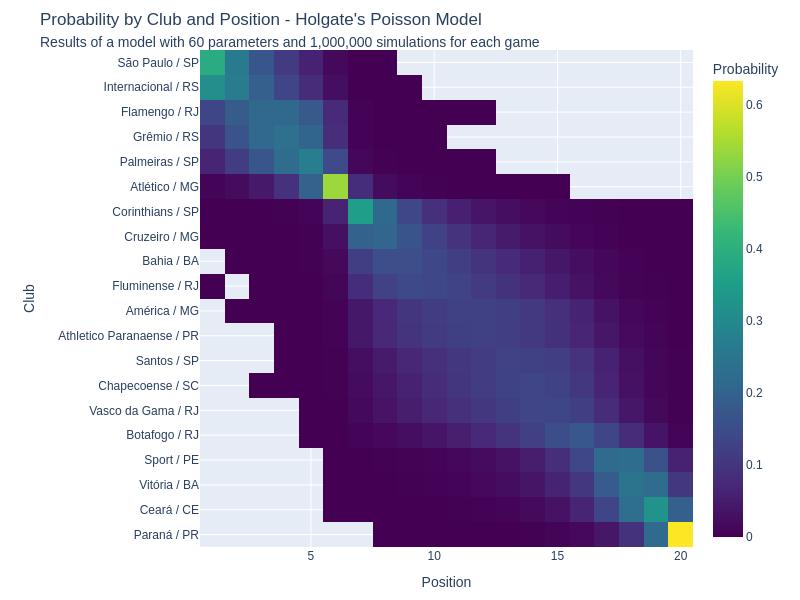 Probability by Club and Position - Holgate's Poisson Model
Results of a model with 60 parameters and 1,000,000 simulations for each game
Probability
0.6
0.5
0.4
0.3
0.2
0.1
0
Club
São Paulo / SP
Internacional / RS
Flamengo / RJ
Grêmio / RS
Palmeiras / SP
Atlético / MG
Corinthians / SP
Cruzeiro / MG
Bahia / BA
Fluminense / RJ
América / MG
Athletico Paranaense / PR
Santos / SP
Chapecoense / SC
Vasco da Gama / RJ
Botafogo / RJ
Sport / PE
Vitória / BA
Ceará / CE
Paraná / PR
5 10 15 20
Position